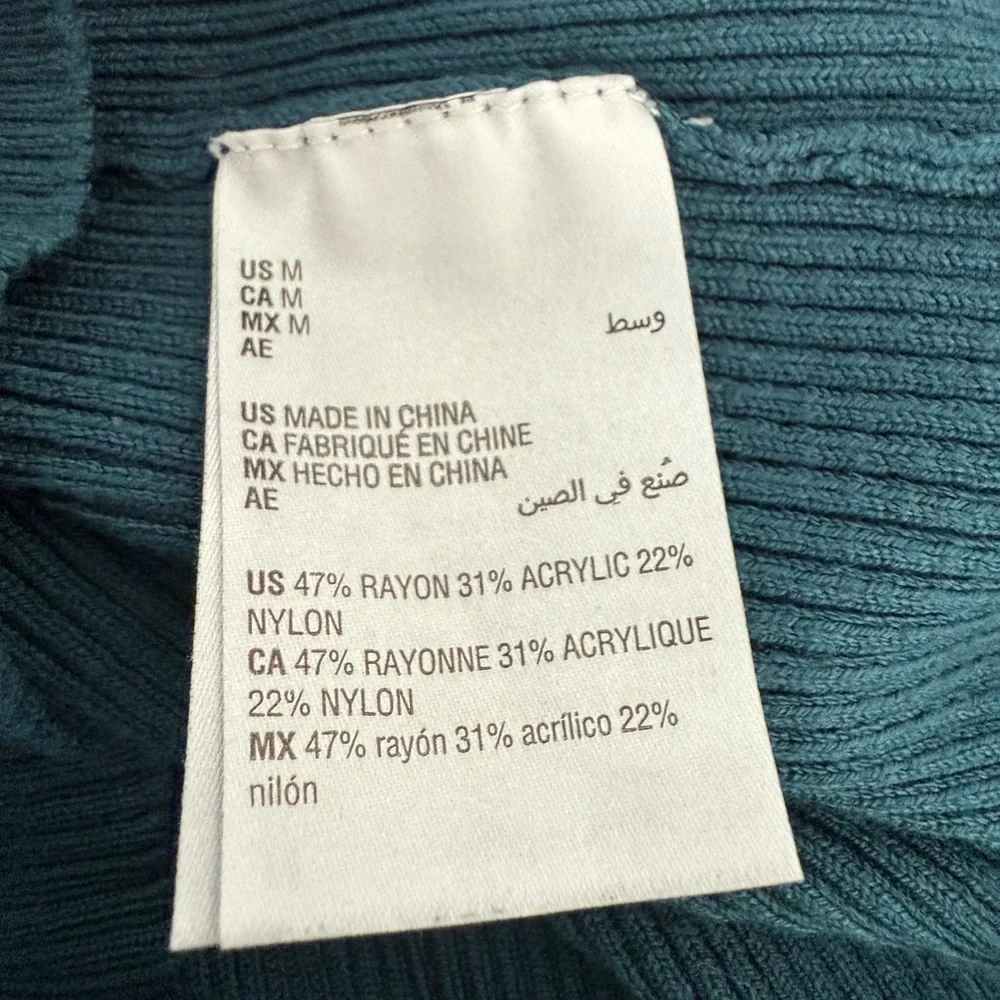 US M
CA M
MX M
AE وسط
US MADE IN CHINA
CA FABRIQUÉ EN CHINE
MX HECHO EN CHINA
AE صُنع في الصين
US 47% RAYON 31% ACRYLIC 22%
NYLON
CA 47% RAYONNE 31% ACRYLIQUE
22% NYLON
MX 47% rayón 31% acrílico 22%
nilón